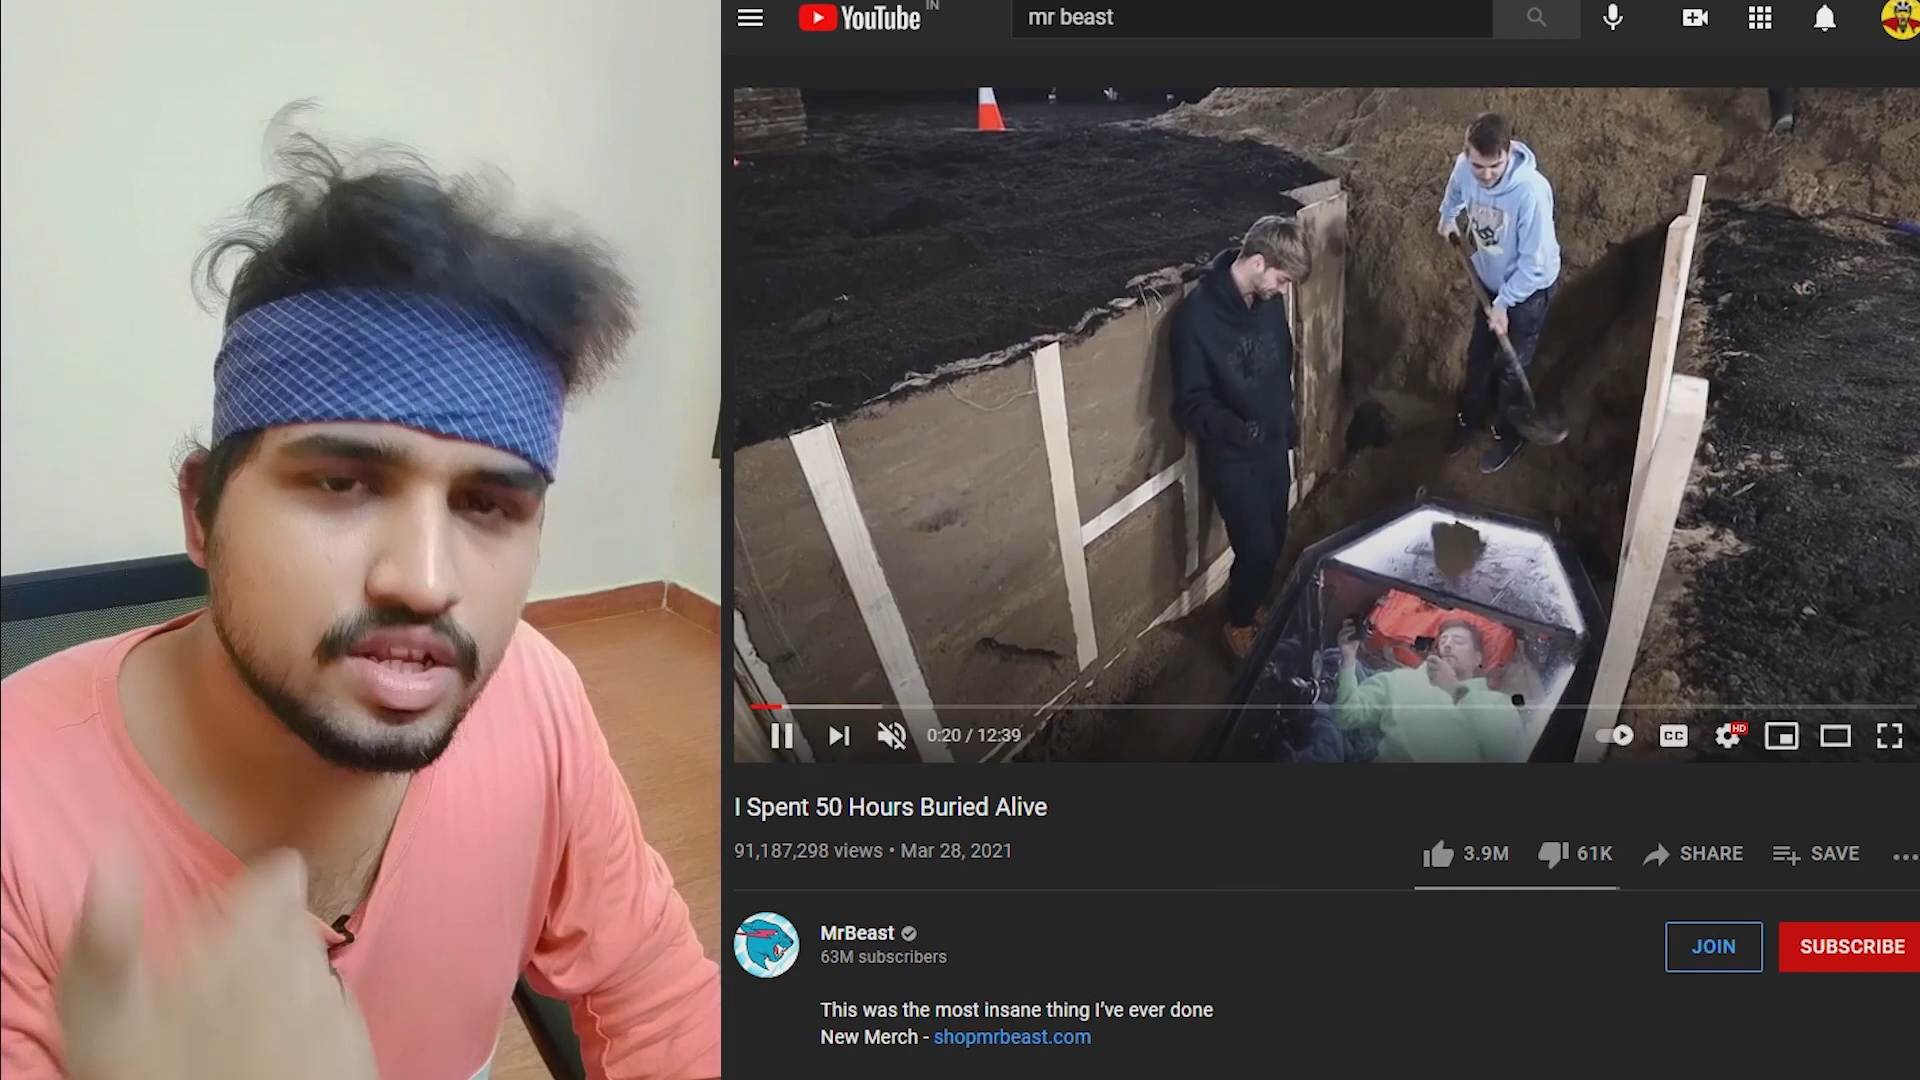 YouTube IN
mr beast
0:20 / 12:39
CC
HD
I Spent 50 Hours Buried Alive
91,187,298 views • Mar 28, 2021
3.9M
61K
SHARE
SAVE
MrBeast
63M subscribers
JOIN
SUBSCRIBE
This was the most insane thing I’ve ever done
New Merch - shopmrbeast.com